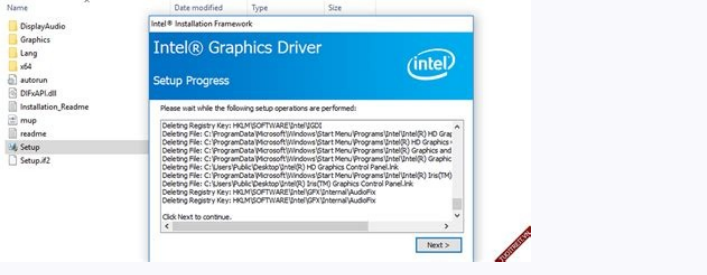 Name
Date modified
Type
Size
DisplayAudio
Graphics
Lang
x64
autorun
DIFxAPI.dll
Installation_Readme
mup
readme
Setup
Setup.if2
Intel® Installation Framework
Intel® Graphics Driver
intel
Setup Progress
Please wait while the following setup operations are performed:
Deleting Registry Key: HKLM\SOFTWARE\Intel\IGDI
Deleting File: C:\ProgramData\Microsoft\Windows\Start Menu\Programs\Intel\Intel(R) HD Grap
Deleting File: C:\ProgramData\Microsoft\Windows\Start Menu\Programs\Intel\Intel(R) HD Graphics
Deleting File: C:\ProgramData\Microsoft\Windows\Start Menu\Programs\Intel\Intel(R) Graphics and
Deleting File: C:\ProgramData\Microsoft\Windows\Start Menu\Programs\Intel\Intel(R) Graphic
Deleting File: C:\Users\Public\Desktop\Intel(R) HD Graphics Control Panel.lnk
Deleting File: C:\ProgramData\Microsoft\Windows\Start Menu\Programs\Intel\Intel(R) Iris(TM)
Deleting File: C:\Users\Public\Desktop\Intel(R) Iris(TM) Graphics Control Panel.lnk
Deleting Registry Key: HKLM\SOFTWARE\Intel\GFX\Internal\AudioFix
Deleting Registry Key: HKLM\SOFTWARE\Intel\GFX\Internal\AudioFix
Click Next to continue.
Next >